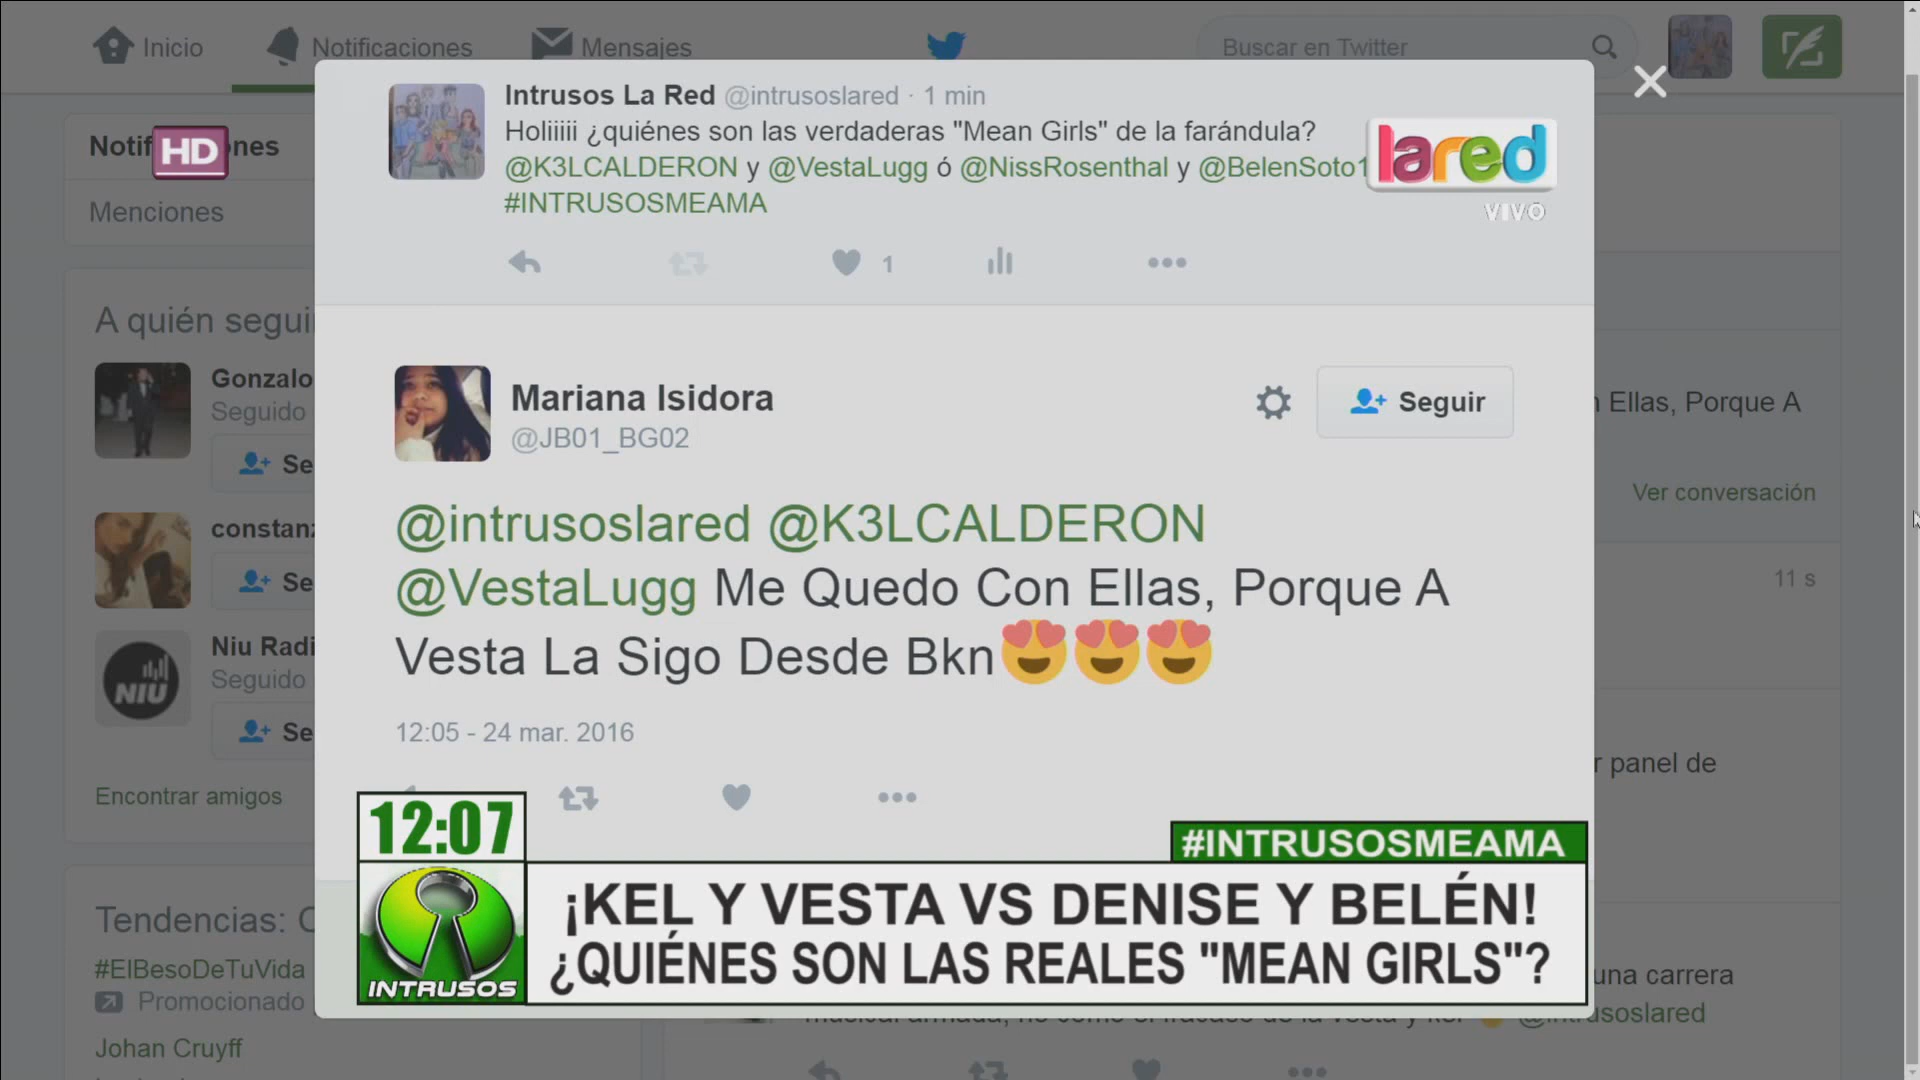 Inicio
Notificaciones
Mensajes
Buscar en Twitter
HD
Notif
nes
Menciones
Intrusos La Red @intrusoslared · 1 min
Holiiiii ¿quiénes son las verdaderas "Mean Girls" de la farándula?
@K3LCALDERON y @VestaLugg ó @NissRosenthal y @BelenSoto1
#INTRUSOSMEAMA
1
lared
VIVO
A quién segui
Gonzalo
Seguido
Se
constanz
Se
Niu Radi
Seguido
Se
NIU
Encontrar amigos
Mariana Isidora
@JB01_BG02
Seguir
@intrusoslared @K3LCALDERON
@VestaLugg Me Quedo Con Ellas, Porque A
Vesta La Sigo Desde Bkn😍😍😍
12:05 - 24 mar. 2016
Ellas, Porque A
Ver conversación
11 s
panel de
una carrera
@intrusoslared
Tendencias:
#ElBesoDeTuVida
Promocionado
Johan Cruyff
12:07
INTRUSOS
#INTRUSOSMEAMA
¡KEL Y VESTA VS DENISE Y BELÉN!
¿QUIÉNES SON LAS REALES "MEAN GIRLS"?